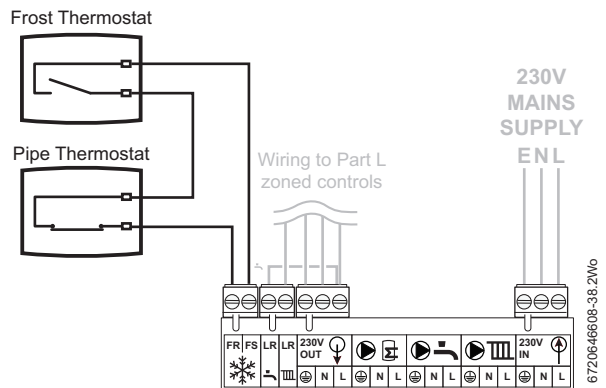 Frost Thermostat
Pipe Thermostat
Wiring to Part L
zoned controls
230V
MAINS
SUPPLY
E N L
FR FS LR LR 230V OUT 230V IN
N L N L N L N L N L
6720646608-38.2Wo